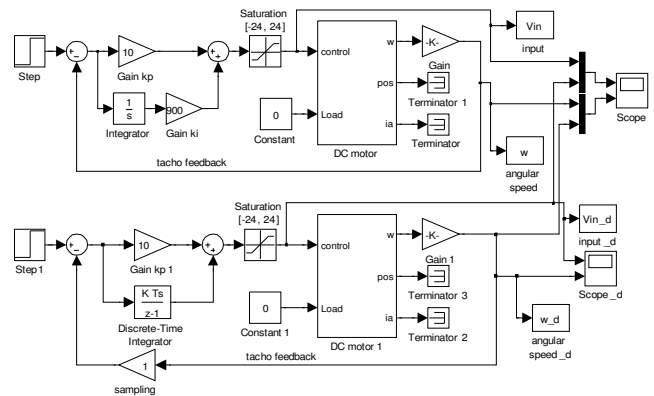 Saturation
[-24, 24]
Vin
input
Step
10
Gain kp
control
w
-K-
Gain
pos
Terminator 1
Scope
1
s
Integrator
900
Gain ki
0
Constant
Load
ia
Terminator
DC motor
w
angular
speed
tacho feedback
Saturation
[-24, 24]
Vin_d
input _d
Step1
10
Gain kp 1
control
w
-K-
Gain 1
Scope _d
pos
Terminator 3
K Ts
z-1
Discrete-Time
Integrator
0
Constant 1
Load
ia
Terminator 2
DC motor 1
w_d
angular
speed _d
tacho feedback
1
sampling